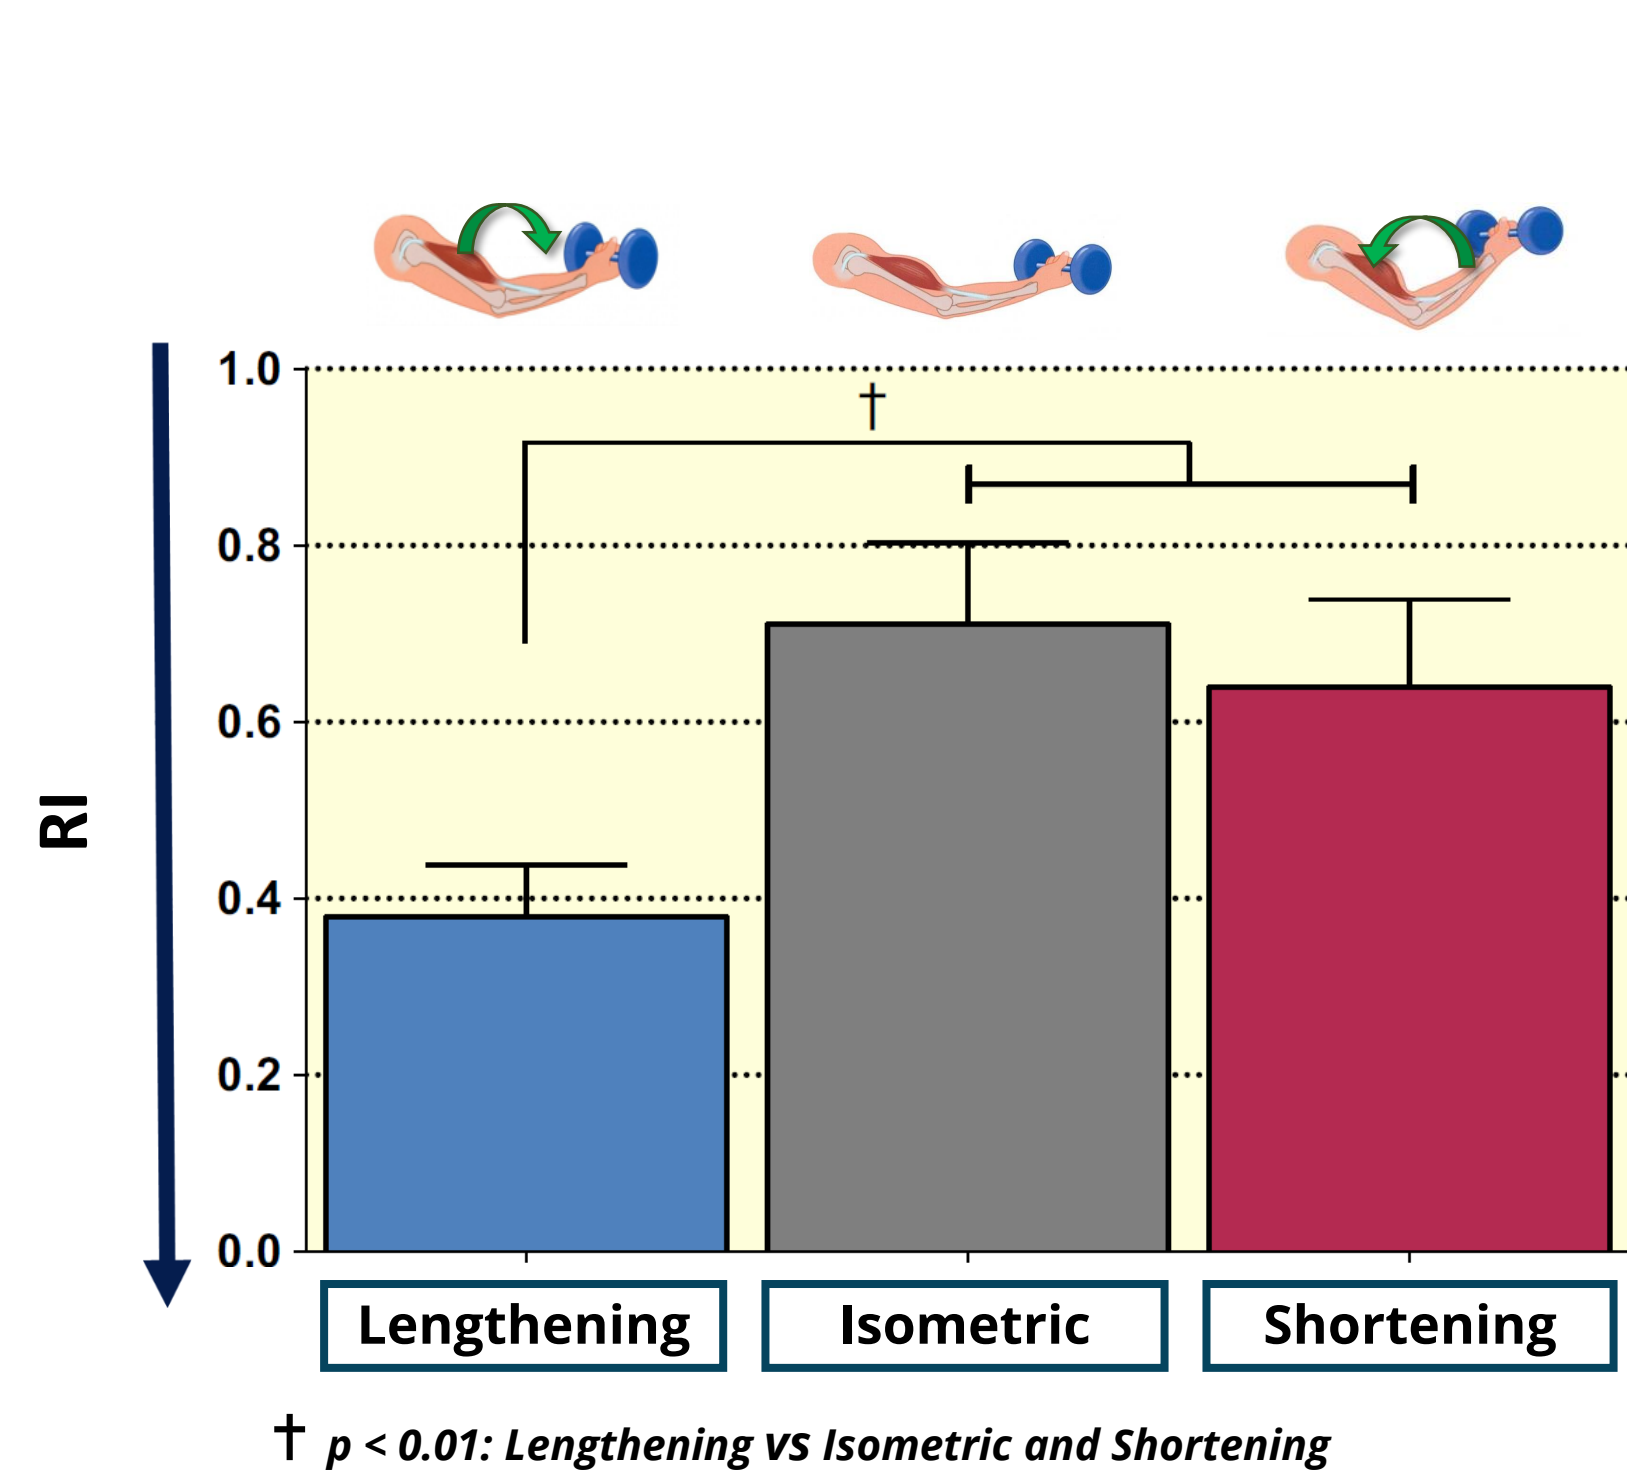 1.0
†
0.8
0.6
RI
0.4
0.2
0.0
Lengthening Isometric Shortening
† p < 0.01: Lengthening vs Isometric and Shortening